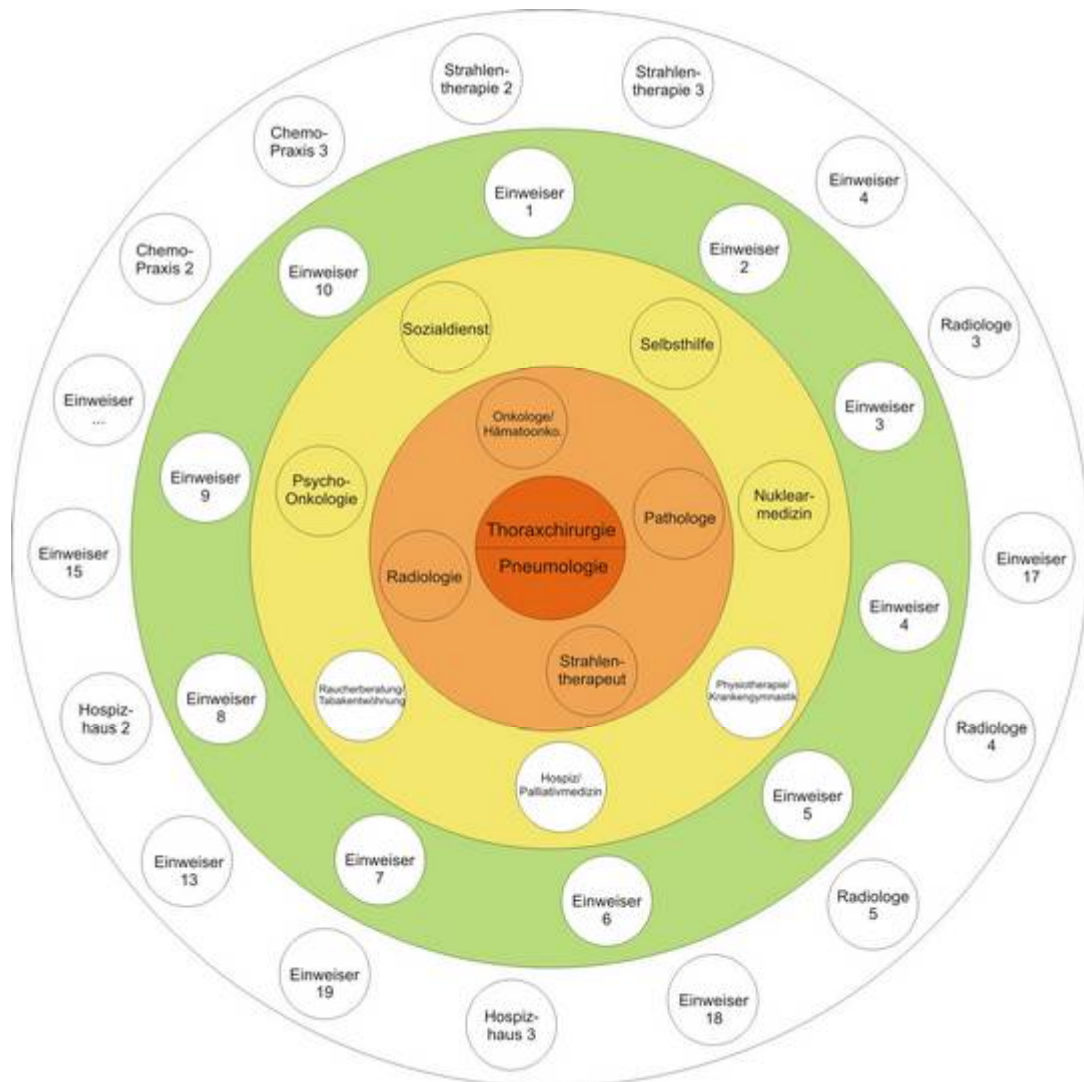 Strahlen-
therapie 2
Strahlen-
therapie 3
Chemo-
Praxis 3
Einweiser
4
Einweiser
1
Einweiser
2
Chemo-
Praxis 2
Einweiser
10
Sozialdienst
Selbsthilfe
Radiologe
3
Einweiser
...
Einweiser
3
Onkologe/
Hämatoonko.
Einweiser
9
Psycho-
Onkologie
Nuklear-
medizin
Pathologe
Thoraxchirurgie
Pneumologie
Einweiser
15
Radiologie
Einweiser
17
Einweiser
4
Strahlen-
therapeut
Raucherberatung/
Tabakentwöhnung
Physiotherapie/
Krankengymnastik
Einweiser
8
Hospiz-
haus 2
Radiologe
4
Hospiz/
Palliativmedizin
Einweiser
5
Einweiser
13
Einweiser
7
Einweiser
6
Radiologe
5
Einweiser
19
Hospiz-
haus 3
Einweiser
18